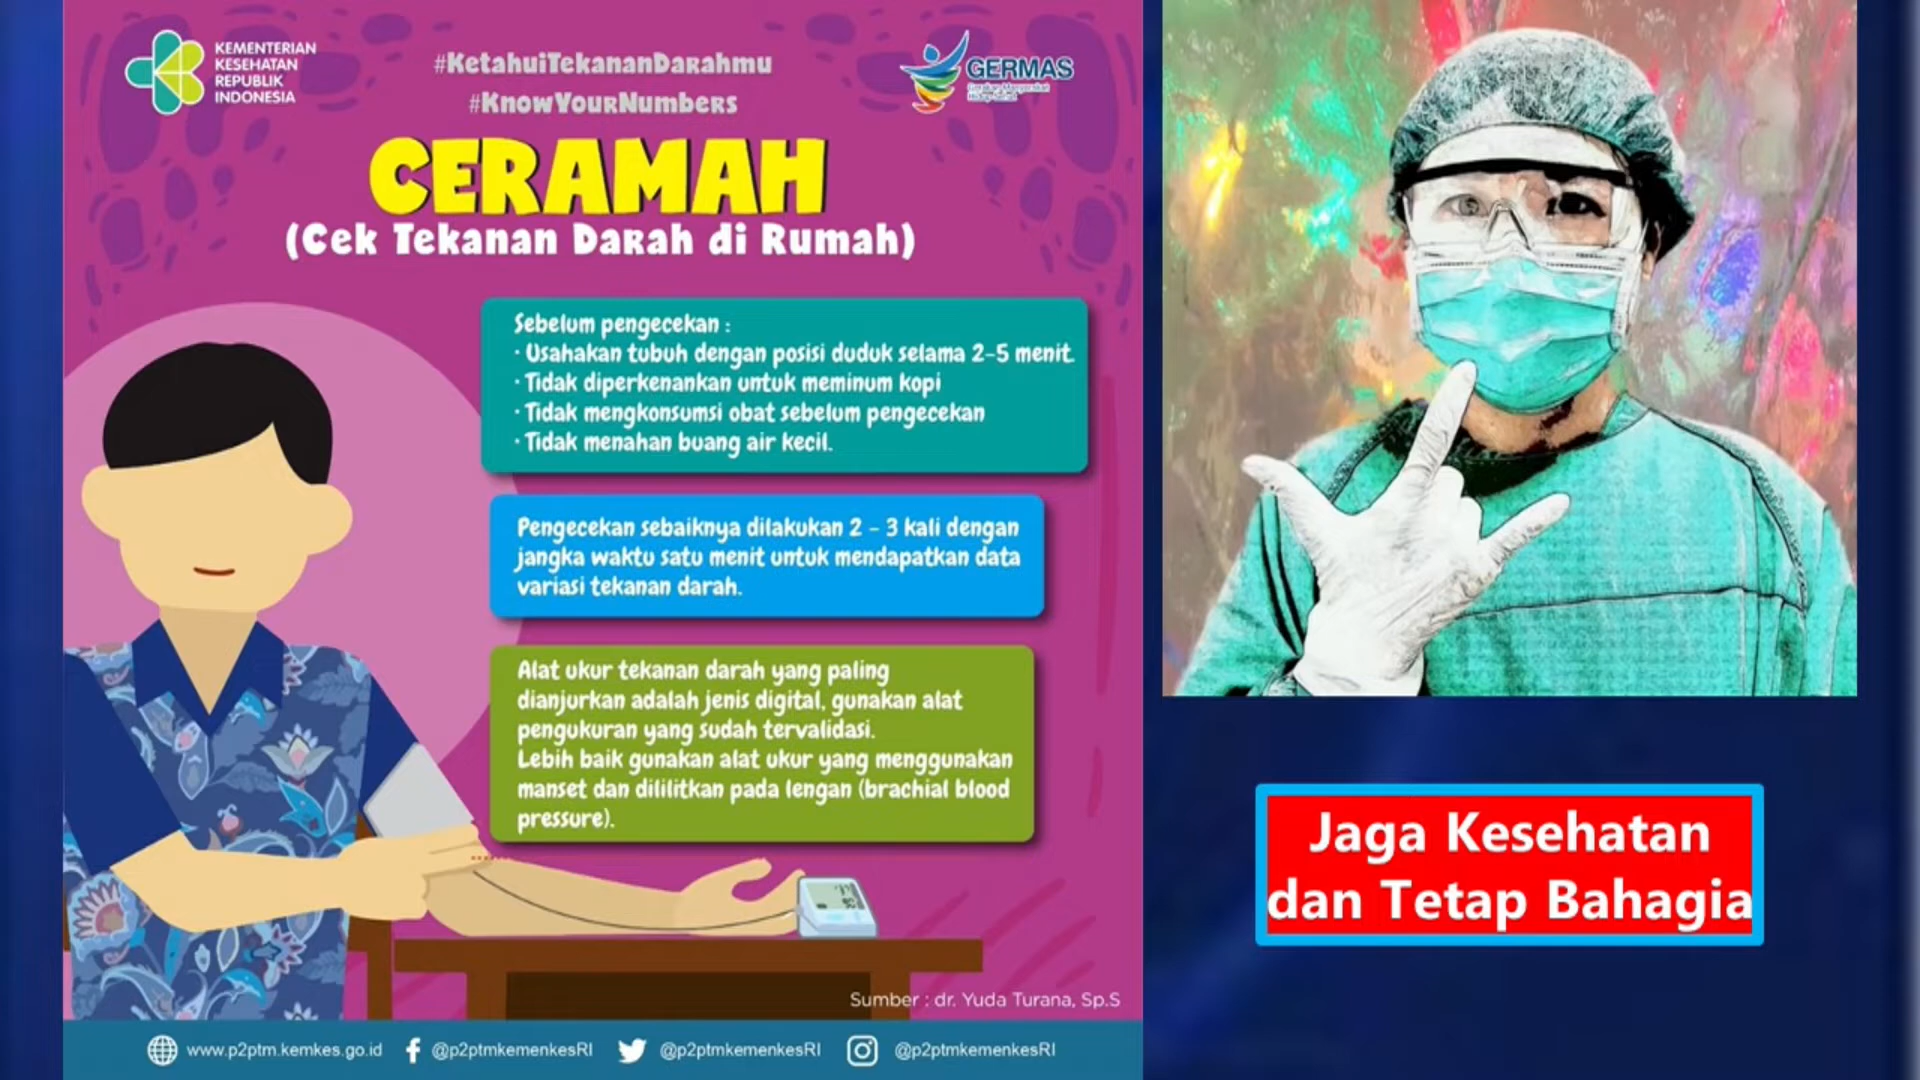 KEMENTERIAN
KESEHATAN
REPUBLIK
INDONESIA
#KetahuiTekananDarahmu
#KnowYourNumbers
GERMAS
CERAMAH
(Cek Tekanan Darah di Rumah)
Sebelum pengecekan :
· Usahakan tubuh dengan posisi duduk selama 2-5 menit.
· Tidak diperkenankan untuk meminum kopi
· Tidak mengkonsumsi obat sebelum pengecekan
· Tidak menahan buang air kecil.
Pengecekan sebaiknya dilakukan 2 - 3 kali dengan
jangka waktu satu menit untuk mendapatkan data
variasi tekanan darah.
Alat ukur tekanan darah yang paling
dianjurkan adalah jenis digital, gunakan alat
pengukuran yang sudah tervalidasi.
Lebih baik gunakan alat ukur yang menggunakan
manset dan dililitkan pada lengan (brachial blood
pressure).
Sumber : dr. Yuda Turana, Sp.S
www.p2ptm.kemkes.go.id
@p2ptmkemenkesRI
@p2ptmkemenkesRI
@p2ptmkemenkesRI
Jaga Kesehatan
dan Tetap Bahagia